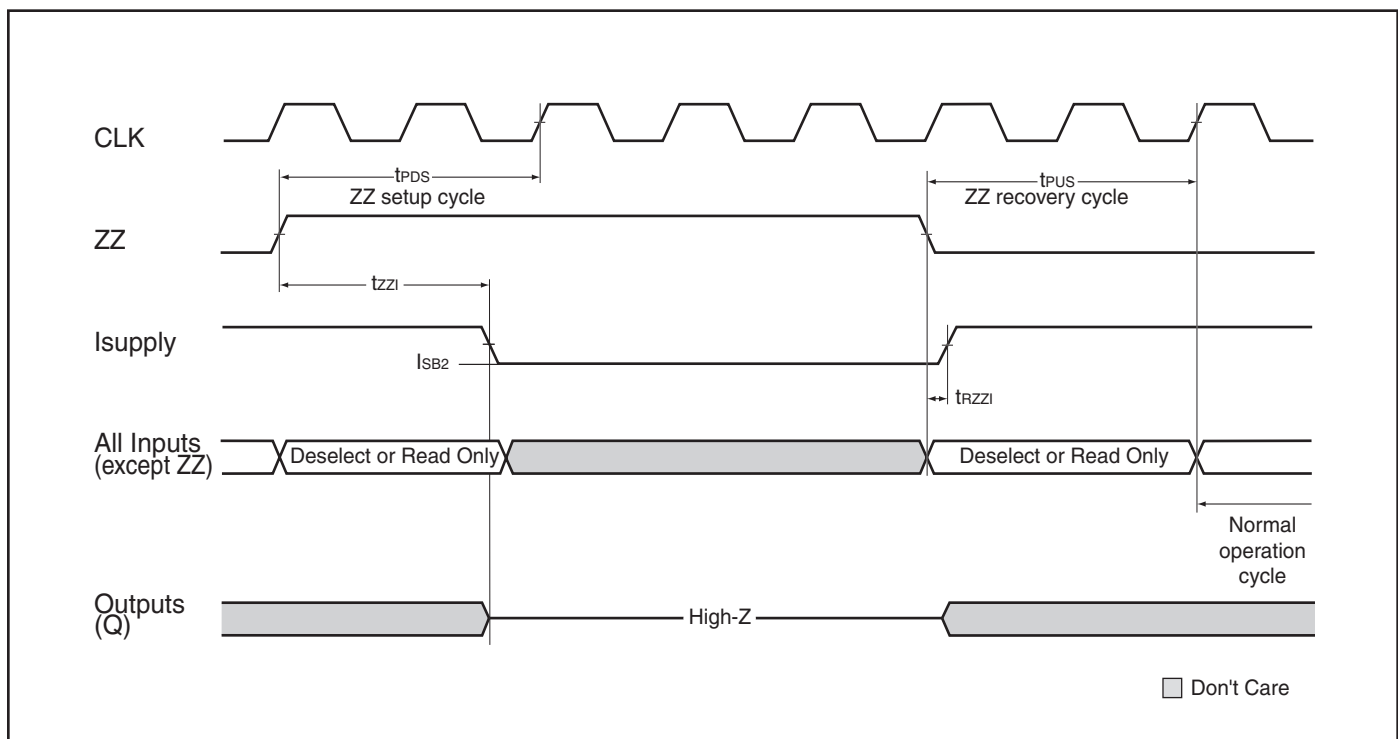 CLK
tPDS
ZZ setup cycle
tPUS
ZZ recovery cycle
ZZ
tZZI
Isupply
ISB2
tRZZI
All Inputs
(except ZZ)
Deselect or Read Only
Deselect or Read Only
Normal
operation
cycle
Outputs
(Q)
High-Z
Don't Care